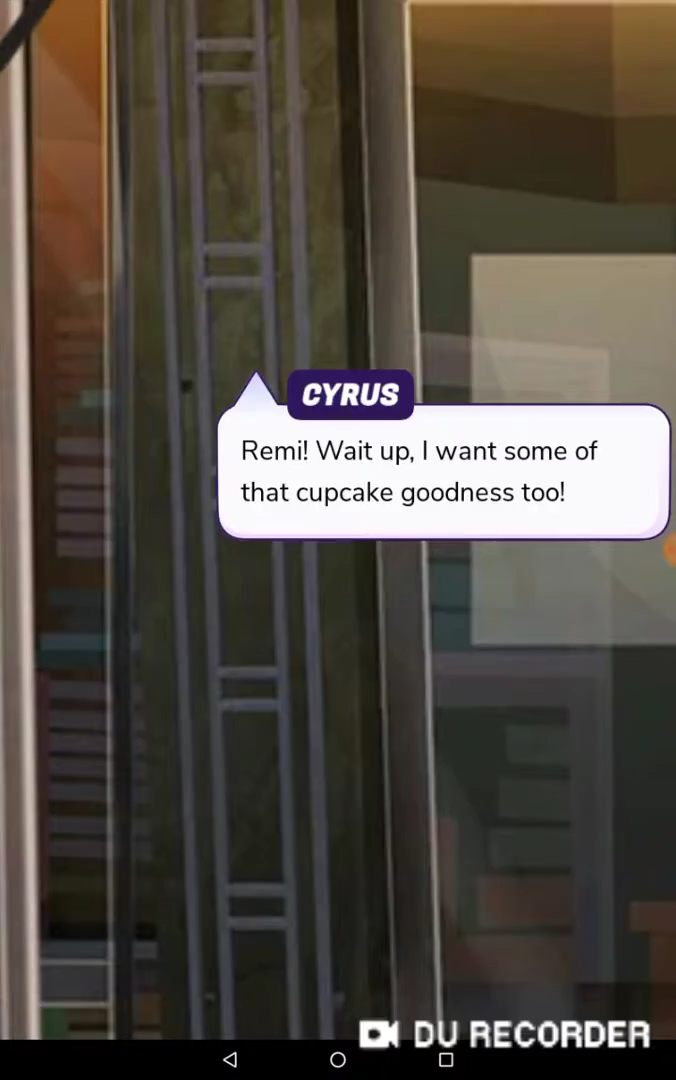 CYRUS
Remi! Wait up, I want some of
that cupcake goodness too!
DU RECORDER